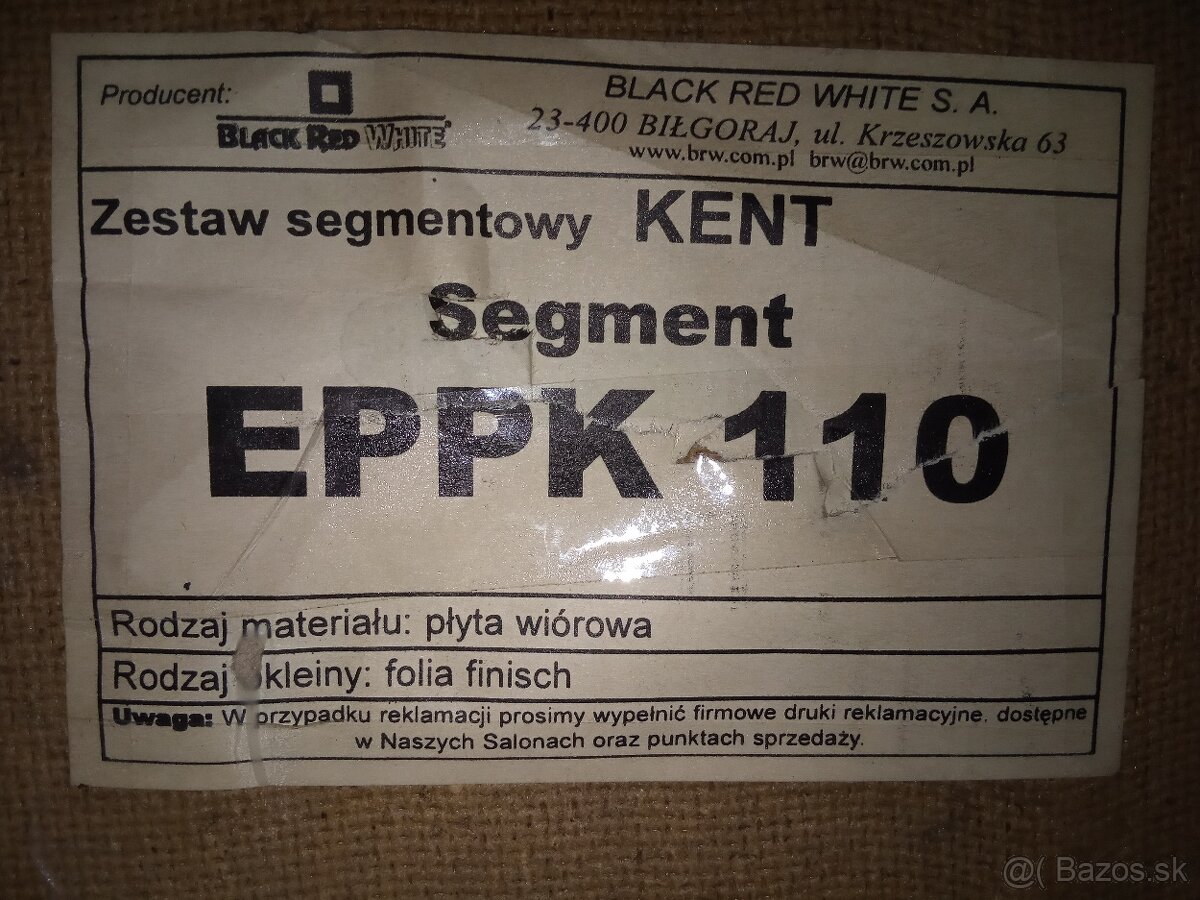 Producent:
BLACK RED WHITE®
BLACK RED WHITE S. A.
23-400 BIŁGORAJ, ul. Krzeszowska 63
www.brw.com.pl brw@brw.com.pl
Zestaw segmentowy KENT
Segment
EPPK 110
Rodzaj materiału: płyta wiórowa
Rodzaj okleiny: folia finisch
Uwaga: W przypadku reklamacji prosimy wypełnić firmowe druki reklamacyjne, dostępne
w Naszych Salonach oraz punktach sprzedaży.
@( Bazos.sk